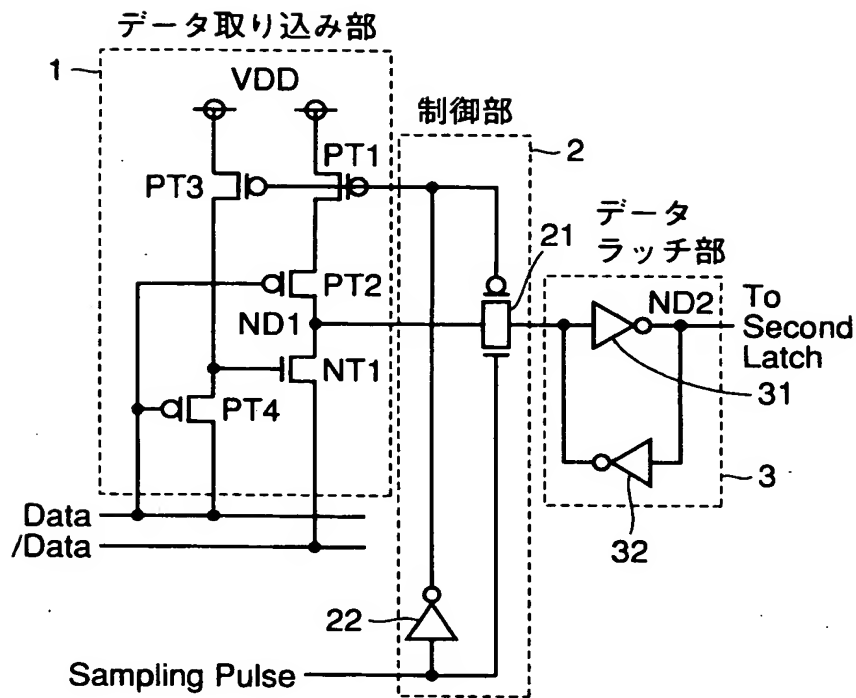 データ取り込み部
1
VDD
制御部
2
PT1
PT3
データ
ラッチ部
21
PT2
ND2
To
Second
Latch
ND1
NT1
PT4
31
3
32
Data
/Data
22
Sampling Pulse